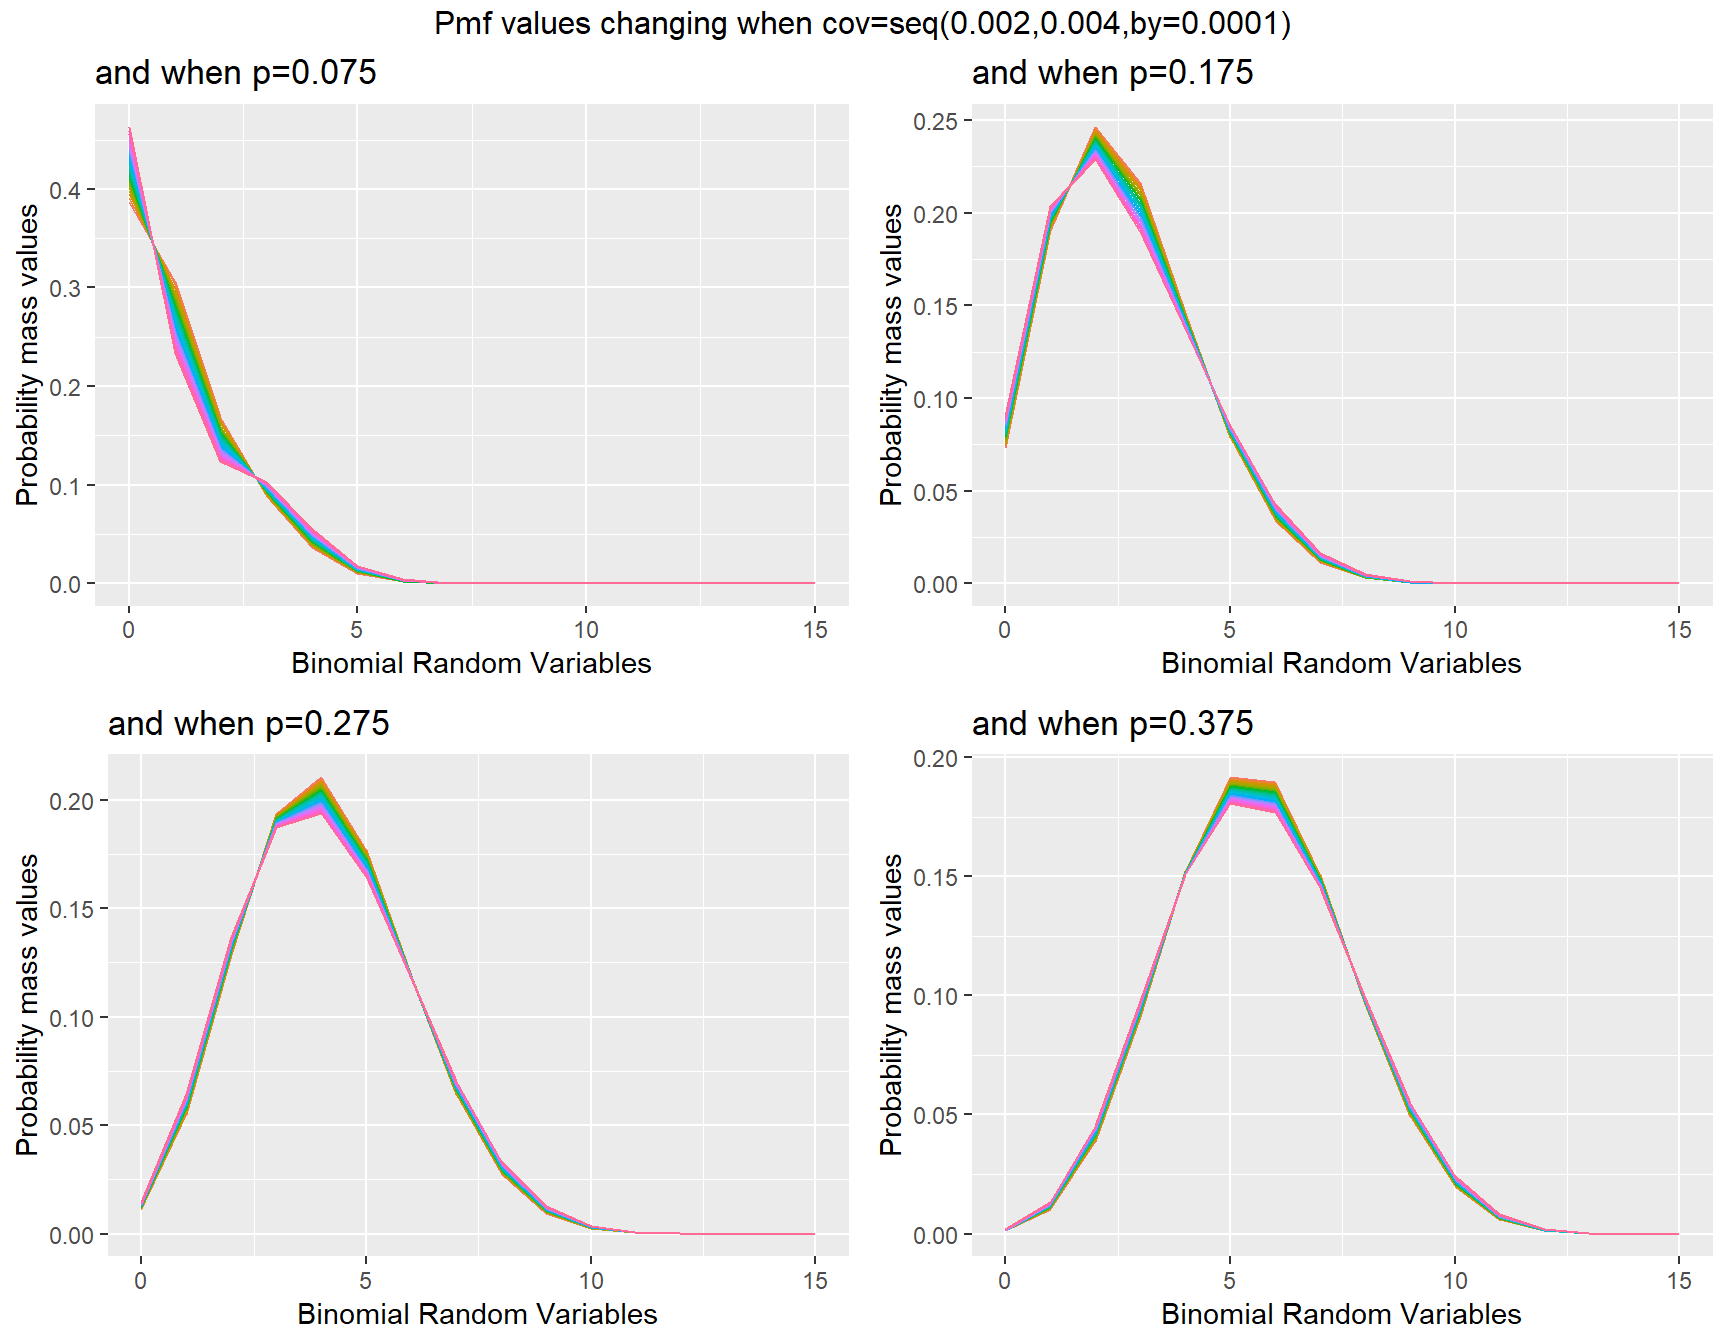 Pmf values changing when cov=seq(0.002,0.004,by=0.0001)
and when p=0.075
Probability mass values
0.4
0.3
0.2
0.1
0.0
0 5 10 15
Binomial Random Variables
and when p=0.175
Probability mass values
0.25
0.20
0.15
0.10
0.05
0.00
0 5 10 15
Binomial Random Variables
and when p=0.275
Probability mass values
0.20
0.15
0.10
0.05
0.00
0 5 10 15
Binomial Random Variables
and when p=0.375
Probability mass values
0.20
0.15
0.10
0.05
0.00
0 5 10 15
Binomial Random Variables